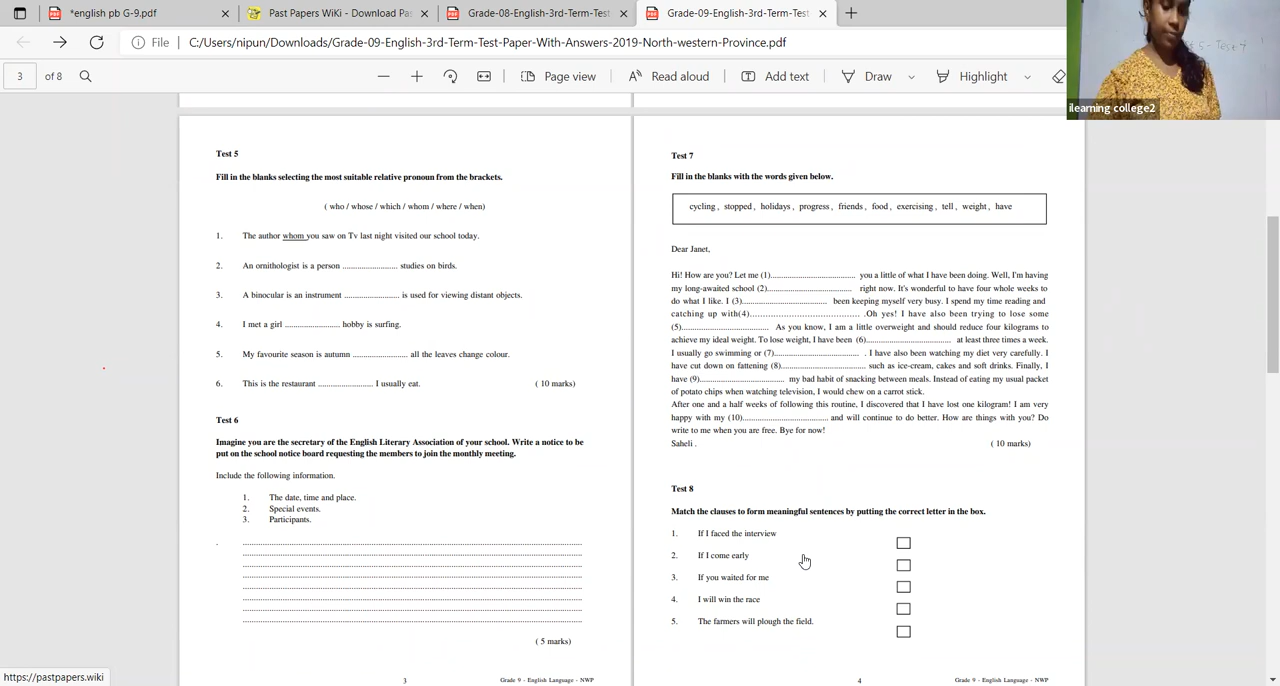 *english pb G-9.pdf
Past Papers WiKi - Download Pas
Grade-08-English-3rd-Term-Test
Grade-09-English-3rd-Term-Test
File
C:/Users/nipun/Downloads/Grade-09-English-3rd-Term-Test-Paper-With-Answers-2019-North-western-Province.pdf
3 of 8
Page view
Read aloud
Add text
Draw
Highlight
ilearning college2
Test 5
Fill in the blanks selecting the most suitable relative pronoun from the brackets.
( who / whose / which / whom / where / when)
1. The author whom you saw on Tv last night visited our school today.
2. An ornithologist is a person ........................ studies on birds.
3. A binocular is an instrument ........................ is used for viewing distant objects.
4. I met a girl ........................ hobby is surfing.
5. My favourite season is autumn ........................ all the leaves change colour.
6. This is the restaurant ........................ I usually eat. ( 10 marks)
Test 6
Imagine you are the secretary of the English Literary Association of your school. Write a notice to be
put on the school notice board requesting the members to join the monthly meeting.
Include the following information.
1. The date, time and place.
2. Special events.
3. Participants.
( 5 marks)
3 Grade 9 - English Language - NWP
Test 7
Fill in the blanks with the words given below.
cycling , stopped , holidays , progress , friends , food , exercising , tell , weight , have
Dear Janet,
Hi! How are you? Let me (1)..................................... you a little of what I have been doing. Well, I'm having
my long-awaited school (2)..................................... right now. It's wonderful to have four whole weeks to
do what I like. I (3)..................................... been keeping myself very busy. I spend my time reading and
catching up with(4)..................................... .Oh yes! I have also been trying to lose some
(5)..................................... As you know, I am a little overweight and should reduce four kilograms to
achieve my ideal weight. To lose weight, I have been (6)..................................... at least three times a week.
I usually go swimming or (7)..................................... . I have also been watching my diet very carefully. I
have cut down on fattening (8)..................................... such as ice-cream, cakes and soft drinks. Finally, I
have (9)..................................... my bad habit of snacking between meals. Instead of eating my usual packet
of potato chips when watching television, I would chew on a carrot stick.
After one and a half weeks of following this routine, I discovered that I have lost one kilogram! I am very
happy with my (10)..................................... and will continue to do better. How are things with you? Do
write to me when you are free. Bye for now!
Saheli . ( 10 marks)
Test 8
Match the clauses to form meaningful sentences by putting the correct letter in the box.
1. If I faced the interview
2. If I come early
3. If you waited for me
4. I will win the race
5. The farmers will plough the field.
4 Grade 9 - English Language - NWP
https://pastpapers.wiki